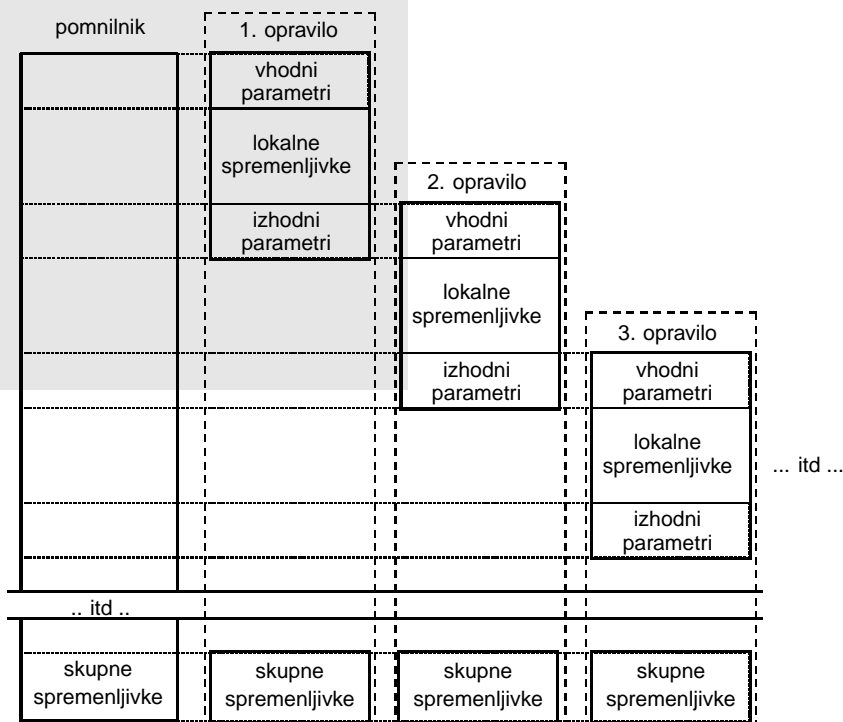 pomnilnik
1. opravilo
vhodni
parametri
lokalne
spremenljivke
izhodni
parametri
2. opravilo
vhodni
parametri
lokalne
spremenljivke
izhodni
parametri
3. opravilo
vhodni
parametri
lokalne
spremenljivke
izhodni
parametri
... itd ...
.. itd ..
skupne
spremenljivke
skupne
spremenljivke
skupne
spremenljivke
skupne
spremenljivke